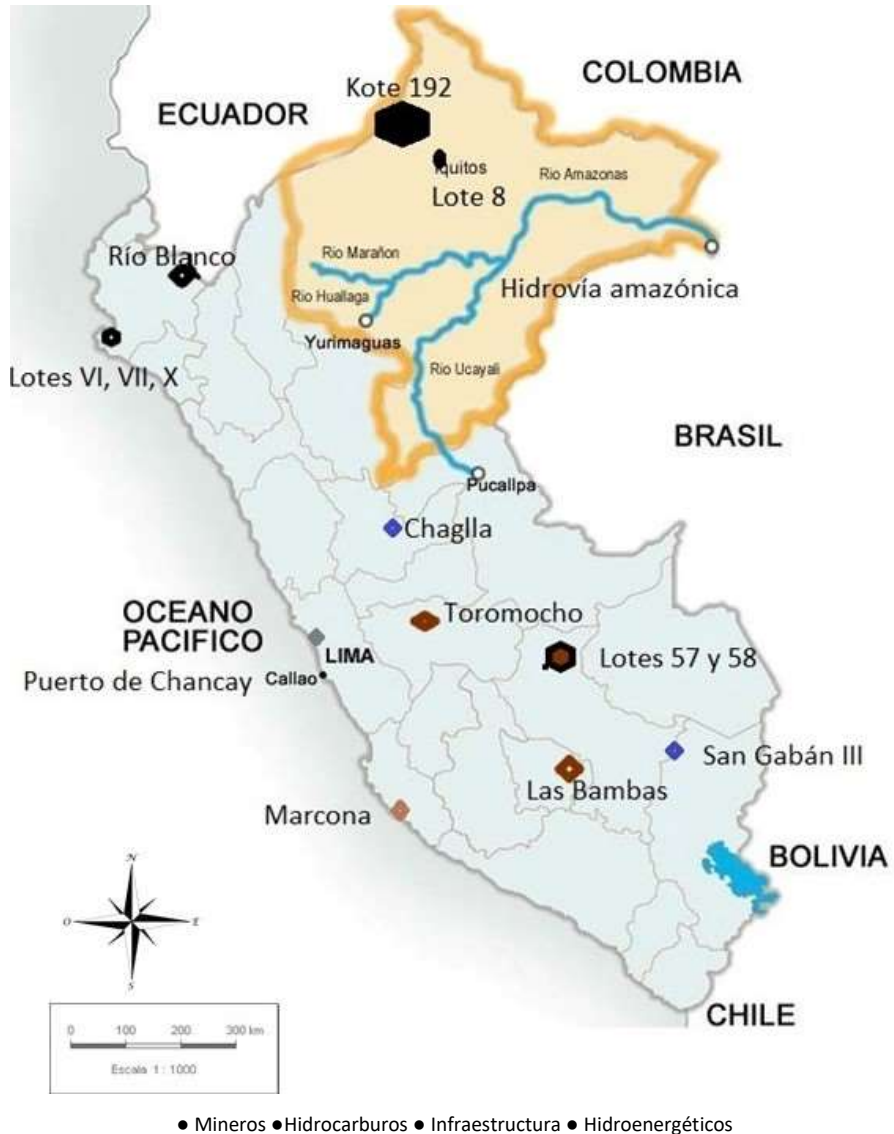 COLOMBIA
Kote 192
ECUADOR
Iquitos
Rio Amazonas
Lote 8
Río Blanco
Rio Marañon
Hidrovía amazónica
Rio Huallaga
Yurimaguas
Lotes VI, VII, X
Rio Ucayali
BRASIL
Pucallpa
Chaglla
OCEANO
PACIFICO
Toromocho
LIMA
Lotes 57 y 58
Puerto de Chancay
Callao
San Gabán III
Las Bambas
Marcona
BOLIVIA
N
O
E
S
CHILE
0 100 200 300 km
Escala 1 : 1000
● Mineros ●Hidrocarburos ● Infraestructura ● Hidroenergéticos